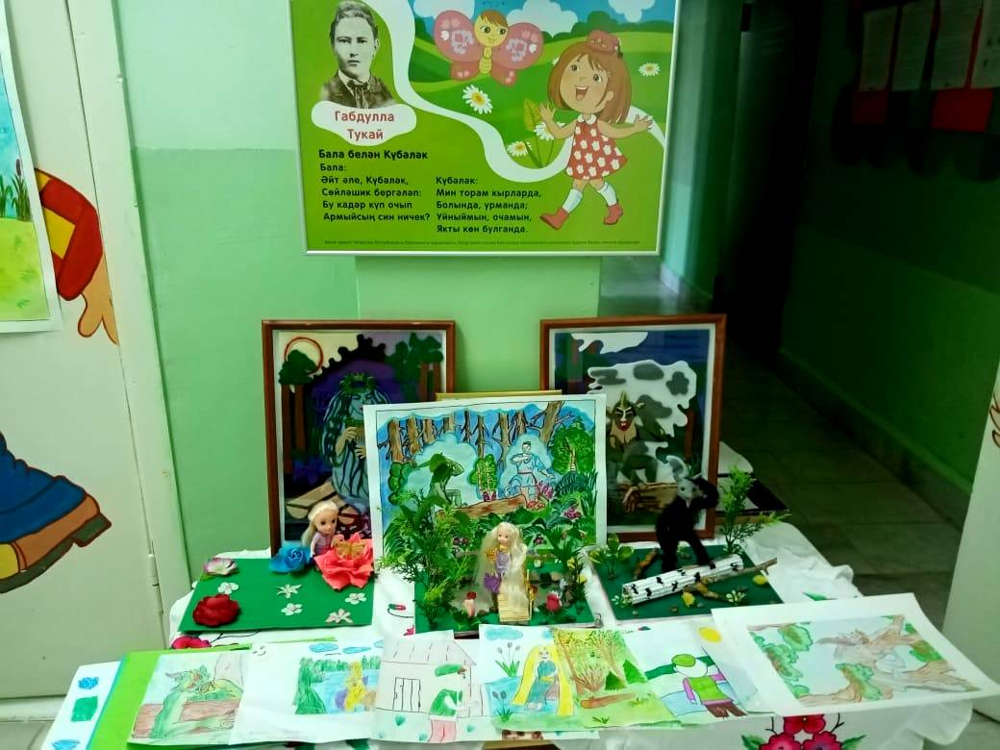 Габдулла
Тукай
Бала белән Күбәләк
Бала:
Әйт әле, Күбәләк,
Сөйләшик бергәләп:
Бу кадәр күп очып
Армыйсың син ничек?
Күбәләк:
Мин торам кырларда,
Болында, урманда;
Уйныймын, очамын,
Якты көн булганда.